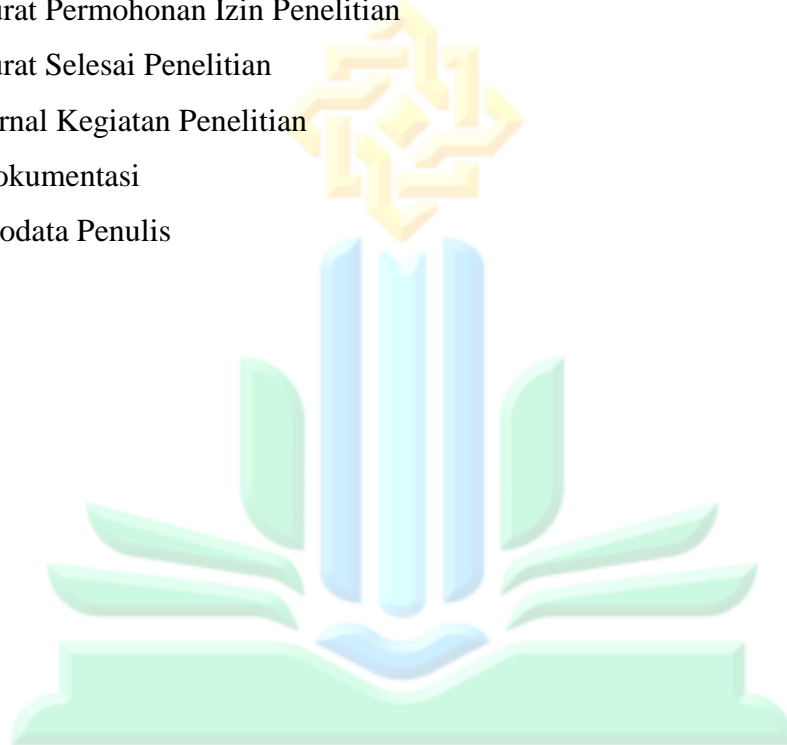 urat Permohonan Izin Penelitian
urat Selesai Penelitian
rnal Kegiatan Penelitian
okumentasi
odata Penulis